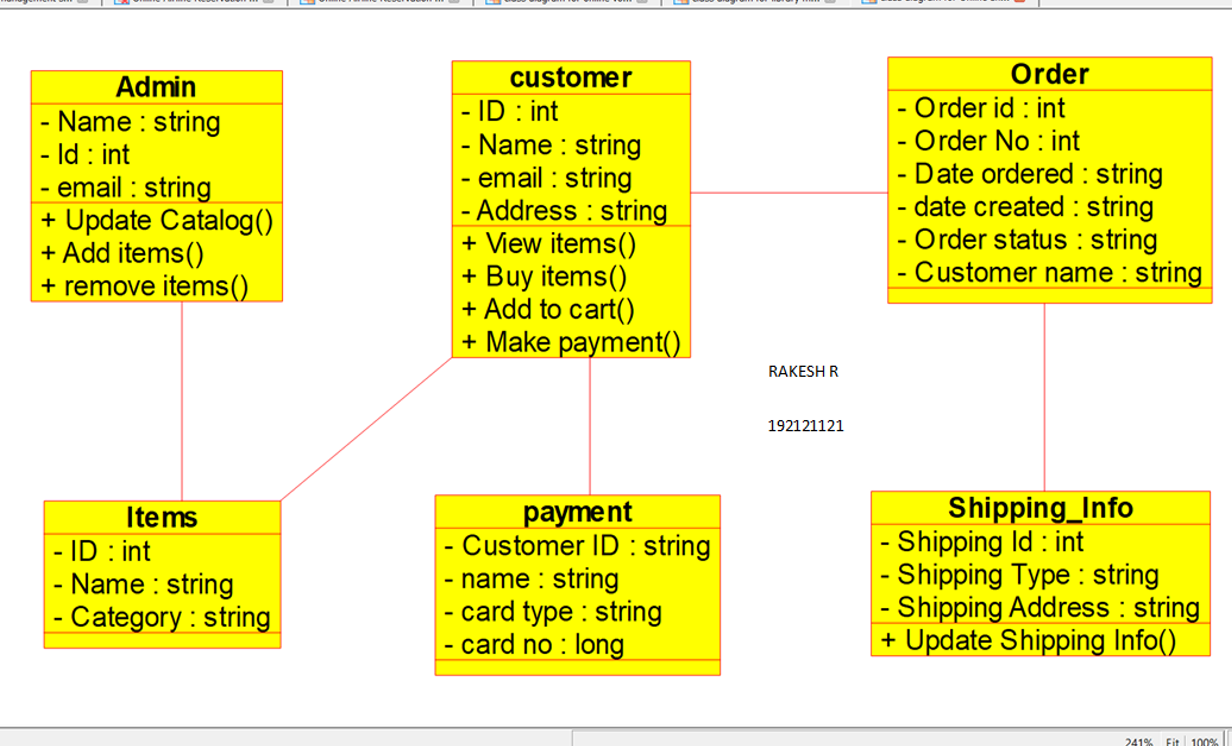 Admin
- Name : string
- Id : int
- email : string
+ Update Catalog()
+ Add items()
+ remove items()
customer
- ID : int
- Name : string
- email : string
- Address : string
+ View items()
+ Buy items()
+ Add to cart()
+ Make payment()
Order
- Order id : int
- Order No : int
- Date ordered : string
- date created : string
- Order status : string
- Customer name : string
RAKESH R
192121121
Items
- ID : int
- Name : string
- Category : string
payment
- Customer ID : string
- name : string
- card type : string
- card no : long
Shipping_Info
- Shipping Id : int
- Shipping Type : string
- Shipping Address : string
+ Update Shipping Info()
241% Fit 100%